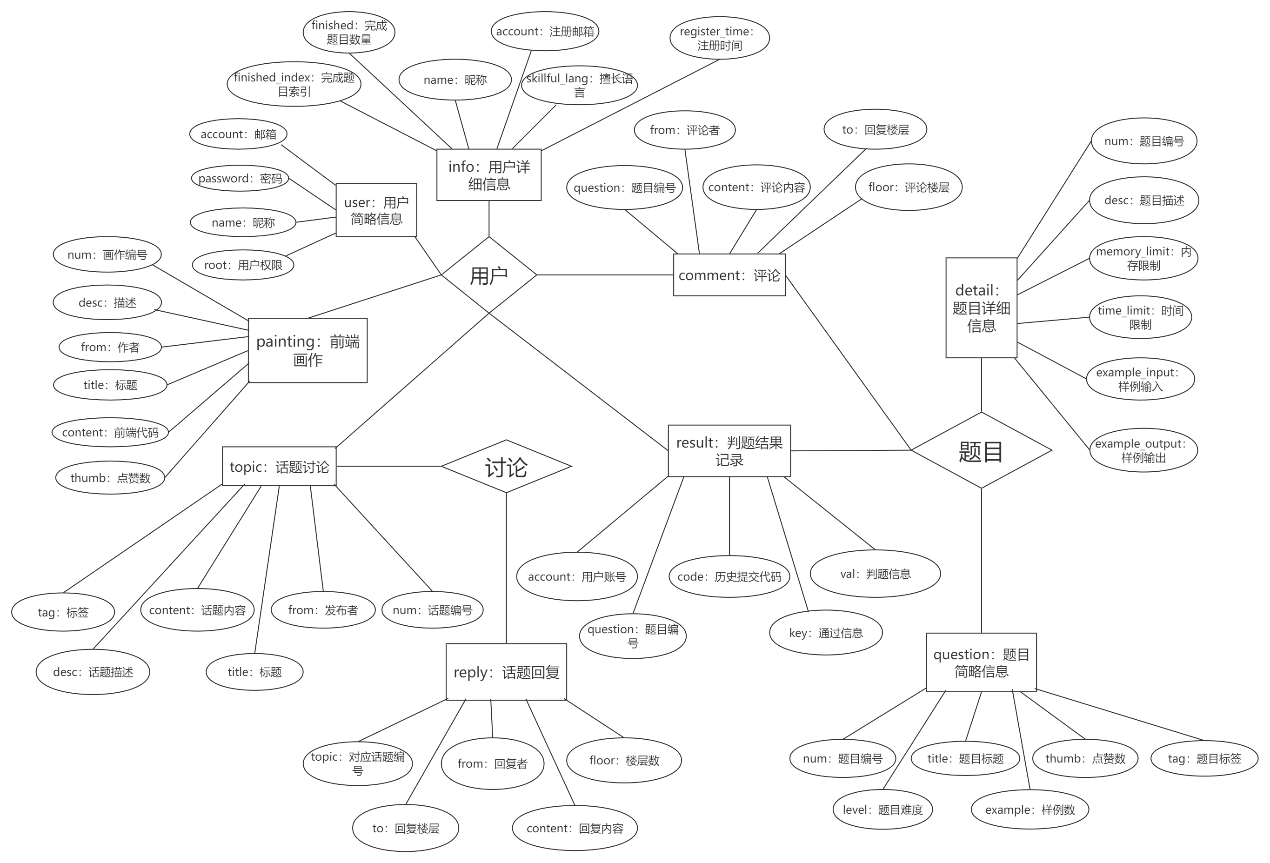 finished：完成
题目数量
account：注册邮箱
register_time：
注册时间
finished_index：完成题
目索引
name：昵称
skillful_lang：擅长语
言
account：邮箱
password：密码
name：昵称
root：用户权限
user：用户
简略信息
info：用户详
细信息
from：评论者
to：回复楼层
question：题目编号
content：评论内容
floor：评论楼层
num：题目编号
desc：题目描述
memory_limit：内
存限制
time_limit：时间
限制
example_input：
样例输入
example_output：
样例输出
num：画作编号
desc：描述
from：作者
title：标题
content：前端代码
thumb：点赞数
painting：前端
画作
用户
comment：评论
detail：
题目详细
信息
topic：话题讨论
讨论
result：判题结果
记录
题目
account：用户账号
code：历史提交代码
val：判题信息
question：题目编
号
key：通过信息
tag：标签
content：话题内容
from：发布者
num：话题编号
desc：话题描述
title：标题
reply：话题回复
question：题目
简略信息
topic：对应话题编
号
from：回复者
floor：楼层数
to：回复楼层
content：回复内容
num：题目编号
title：题目标题
thumb：点赞数
tag：题目标签
level：题目难度
example：样例数